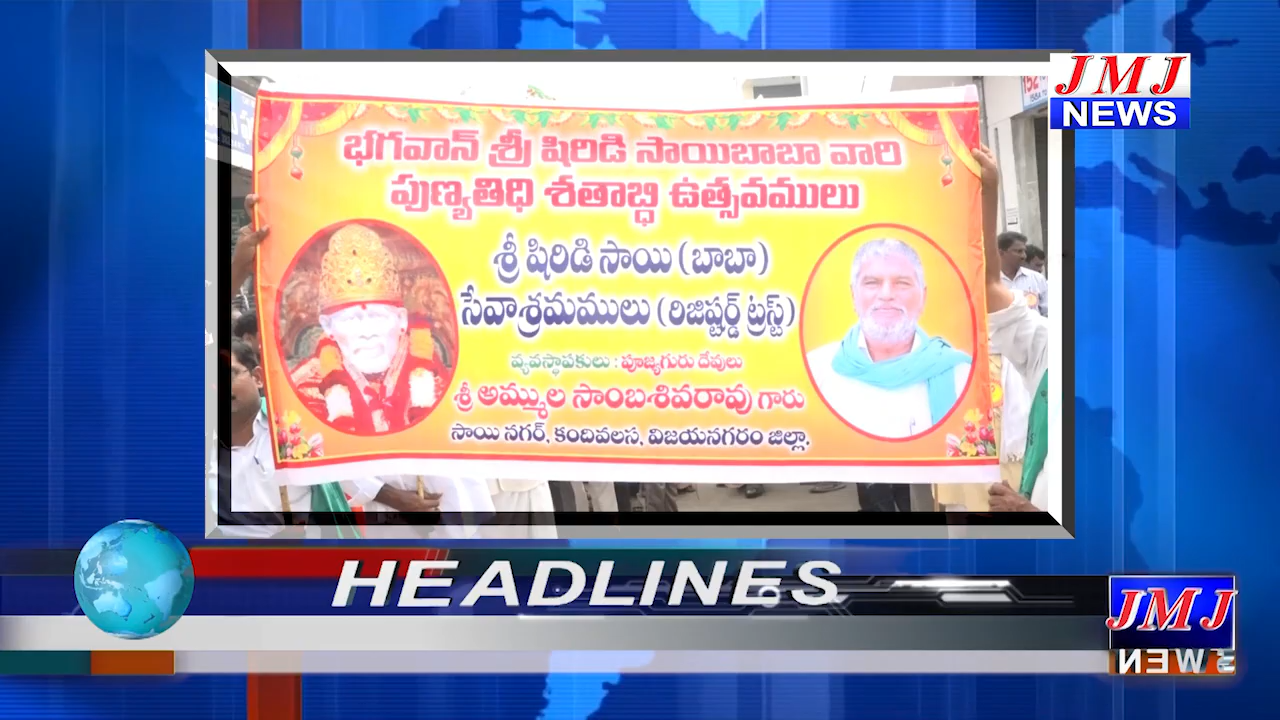 JMJ
NEWS
152
భగవాన్ శ్రీ షిరిడి సాయిబాబా వారి
పుణ్యతిధి శతాబ్ధి ఉత్సవములు
శ్రీ షిరిడి సాయి (బాబా)
సేవాశ్రమములు (రిజిష్టర్డ్ ట్రస్ట్)
వ్యవస్థాపకులు : పూజ్యగురు దేవులు
శ్రీ అమ్ముల సాంబశివరావు గారు
సాయి నగర్, కందివలస, విజయనగరం జిల్లా.
HEADLINES
JMJ
NEWS